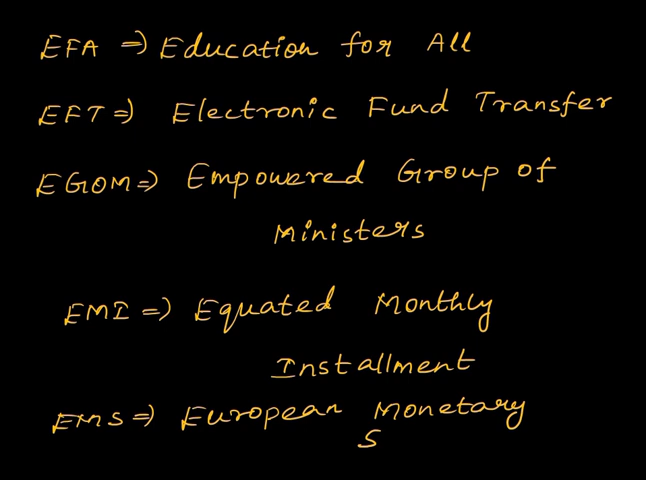 EFA => Education for All
EFT => Electronic Fund Transfer
EGOM => Empowered Group of
Ministers
EMI => Equated Monthly
Installment
EMS => European Monetary
S